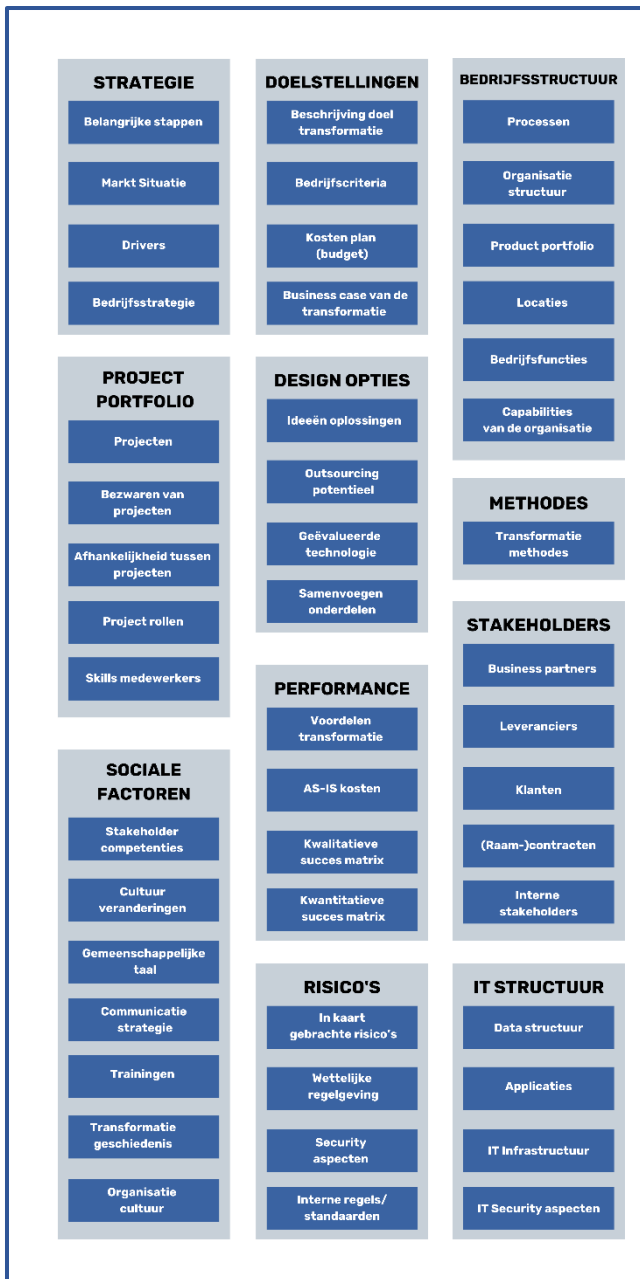 STRATEGIE
Belangrijke stappen
Markt Situatie
Drivers
Bedrijfsstrategie
PROJECT
PORTFOLIO
Projecten
Bezwaren van
projecten
Afhankelijkheid tussen
projecten
Project rollen
Skills medewerkers
SOCIALE
FACTOREN
Stakeholder
competenties
Cultuur
veranderingen
Gemeenschappelijke
taal
Communicatie
strategie
Trainingen
Transformatie
geschiedenis
Organisatie
cultuur
DOELSTELLINGEN
Beschrijving doel
transformatie
Bedrijfscriteria
Kosten plan
(budget)
Business case van de
transformatie
DESIGN OPTIES
Ideeën oplossingen
Outsourcing
potentieel
Geëvalueerde
technologie
Samenvoegen
onderdelen
PERFORMANCE
Voordelen
transformatie
AS-IS kosten
Kwalitatieve
succes matrix
Kwantitatieve
succes matrix
RISICO'S
In kaart
gebrachte risico's
Wettelijke
regelgeving
Security
aspecten
Interne regels/
standaarden
BEDRIJFSSTRUCTUUR
Processen
Organisatie
structuur
Product portfolio
Locaties
Bedrijfsfuncties
Capabilities
van de organisatie
METHODES
Transformatie
methodes
STAKEHOLDERS
Business partners
Leveranciers
Klanten
(Raam-)contracten
Interne
stakeholders
IT STRUCTUUR
Data structuur
Applicaties
IT Infrastructuur
IT Security aspecten